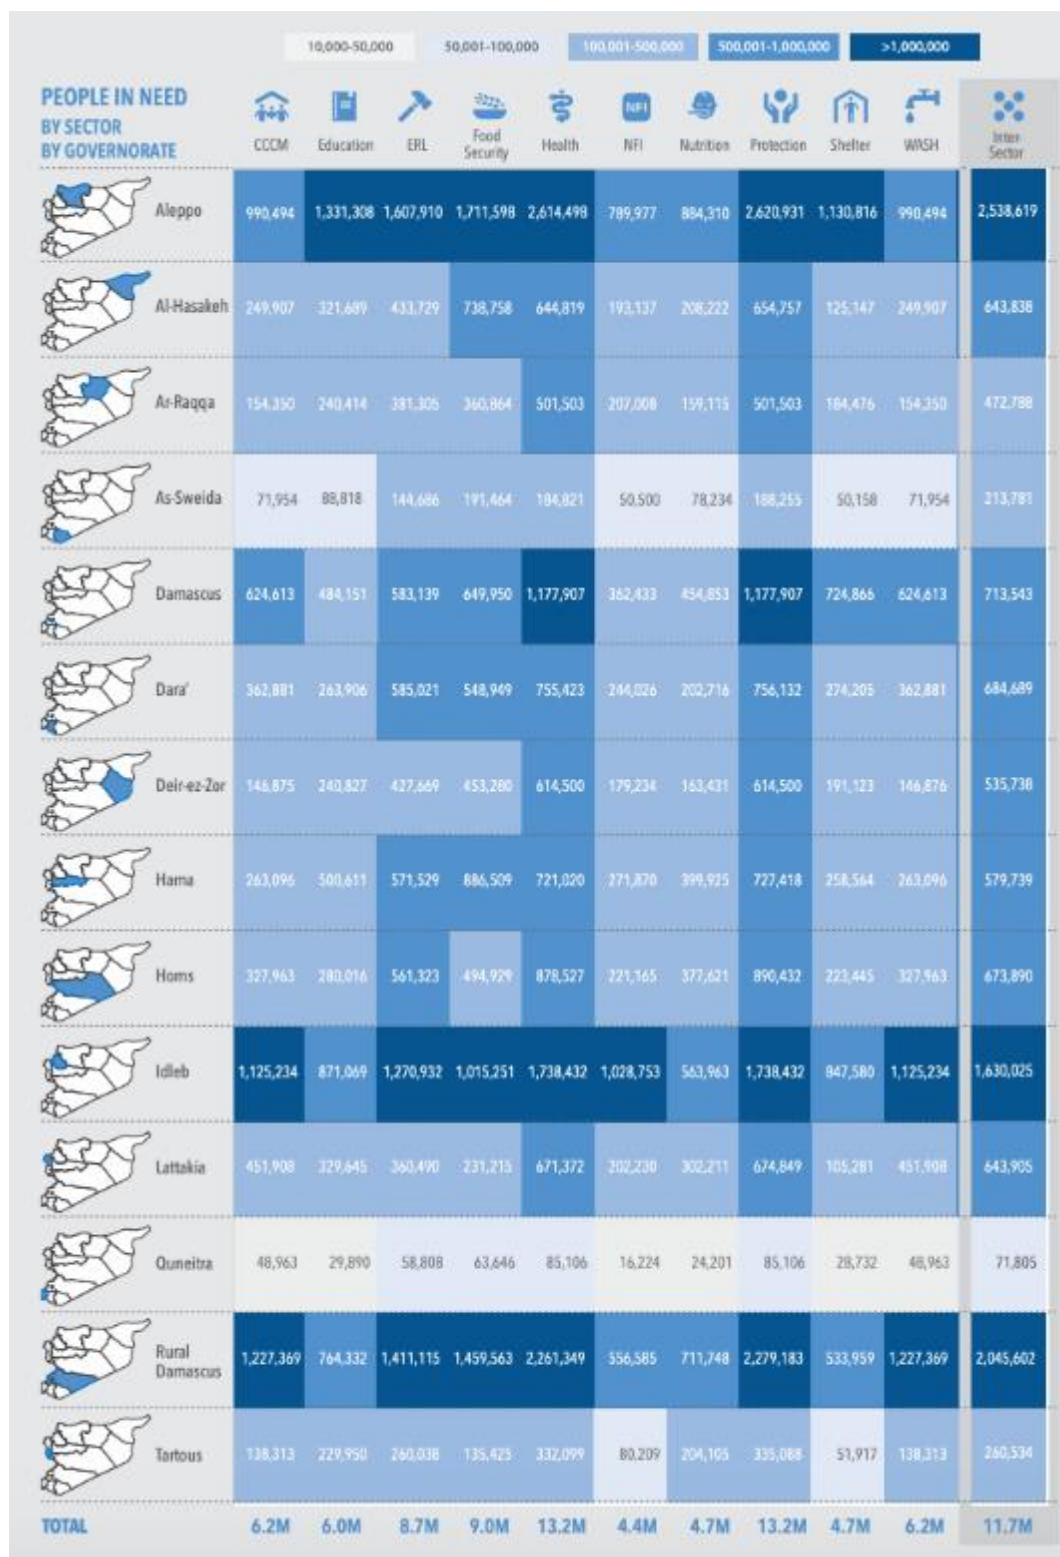 10,000-50,000 50,001-100,000 100,001-500,000 500,001-1,000,000 >1,000,000
PEOPLE IN NEED
BY SECTOR
BY GOVERNORATE
CCCM Education ERL Food Security Health NFI Nutrition Protection Shelter WASH Inter Sector
NFI
Aleppo 990,494 1,331,308 1,607,910 1,711,598 2,614,498 789,977 884,310 2,620,931 1,130,816 990,494 2,538,619
Al-Hasakeh 249,907 321,689 433,729 738,758 644,819 193,137 208,222 654,757 125,147 249,907 643,838
Ar-Raqqa 154,350 240,414 381,305 360,864 501,503 207,008 159,115 501,503 184,476 154,350 472,788
As-Sweida 71,954 88,818 144,686 191,464 184,821 50,500 78,234 188,255 50,158 71,954 213,781
Damascus 624,613 484,151 583,139 649,950 1,177,907 362,433 454,853 1,177,907 724,866 624,613 713,543
Dara' 362,881 263,906 585,021 548,949 755,423 244,026 202,716 756,132 274,205 362,881 684,689
Deir-ez-Zor 146,875 240,827 427,669 453,280 614,500 179,234 163,431 614,500 191,123 146,876 535,738
Hama 263,096 500,611 571,529 886,509 721,020 271,870 399,925 727,418 258,564 263,096 579,739
Homs 327,963 280,016 561,323 494,929 878,527 221,165 377,621 890,432 223,445 327,963 673,890
Idleb 1,125,234 871,069 1,270,932 1,015,251 1,738,432 1,028,753 563,963 1,738,432 847,580 1,125,234 1,630,025
Lattakia 451,908 329,645 360,490 231,215 671,372 202,230 302,211 674,849 105,281 451,908 643,905
Quneitra 48,963 29,890 58,808 63,646 85,106 16,224 24,201 85,106 28,732 48,963 71,805
Rural Damascus 1,227,369 764,332 1,411,115 1,459,563 2,261,349 556,585 711,748 2,279,183 533,959 1,227,369 2,045,602
Tartous 138,313 229,950 260,038 135,425 332,099 80,209 204,105 335,088 51,917 138,313 260,534
TOTAL 6.2M 6.0M 8.7M 9.0M 13.2M 4.4M 4.7M 13.2M 4.7M 6.2M 11.7M